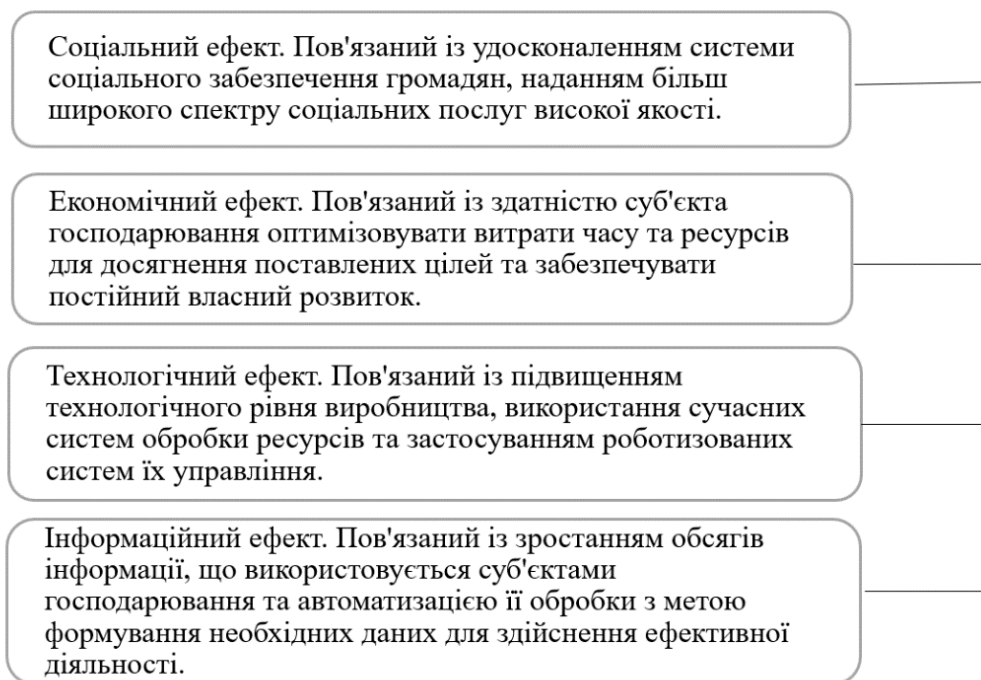 Соціальний ефект. Пов'язаний із удосконаленням системи
соціального забезпечення громадян, наданням більш
широкого спектру соціальних послуг високої якості.
Економічний ефект. Пов'язаний із здатністю суб'єкта
господарювання оптимізовувати витрати часу та ресурсів
для досягнення поставлених цілей та забезпечувати
постійний власний розвиток.
Технологічний ефект. Пов'язаний із підвищенням
технологічного рівня виробництва, використання сучасних
систем обробки ресурсів та застосуванням роботизованих
систем їх управління.
Інформаційний ефект. Пов'язаний із зростанням обсягів
інформації, що використовується суб'єктами
господарювання та автоматизацією її обробки з метою
формування необхідних даних для здійснення ефективної
діяльності.